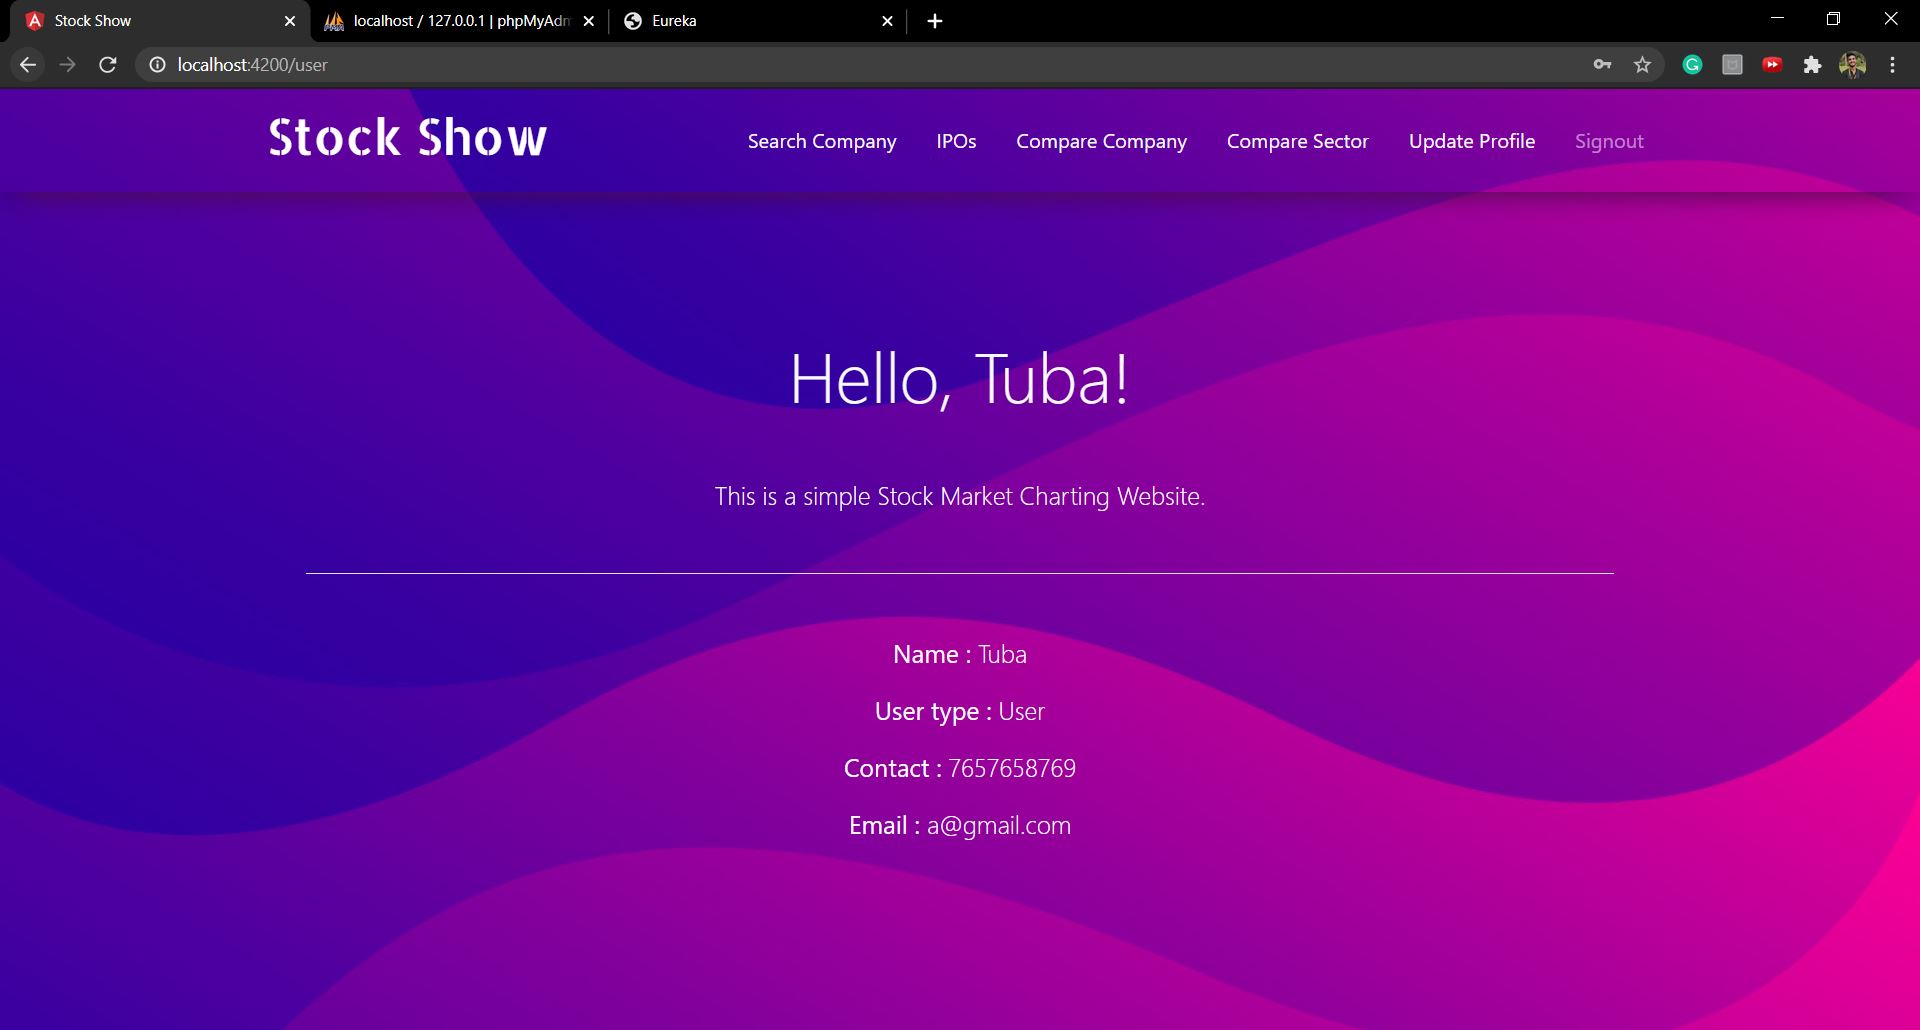 Stock Show
localhost / 127.0.0.1 | phpMyAdm
Eureka
localhost:4200/user
Stock Show
Search Company
IPOs
Compare Company
Compare Sector
Update Profile
Signout
Hello, Tuba!
This is a simple Stock Market Charting Website.
Name : Tuba
User type : User
Contact : 7657658769
Email : a@gmail.com